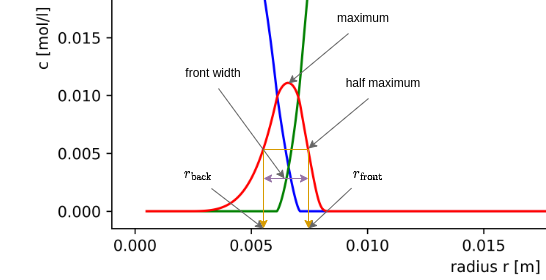 maximum
c [mol/l]
0.015
front width
half maximum
0.010
0.005
r_back
r_front
0.000
0.000 0.005 0.010 0.015
radius r [m]